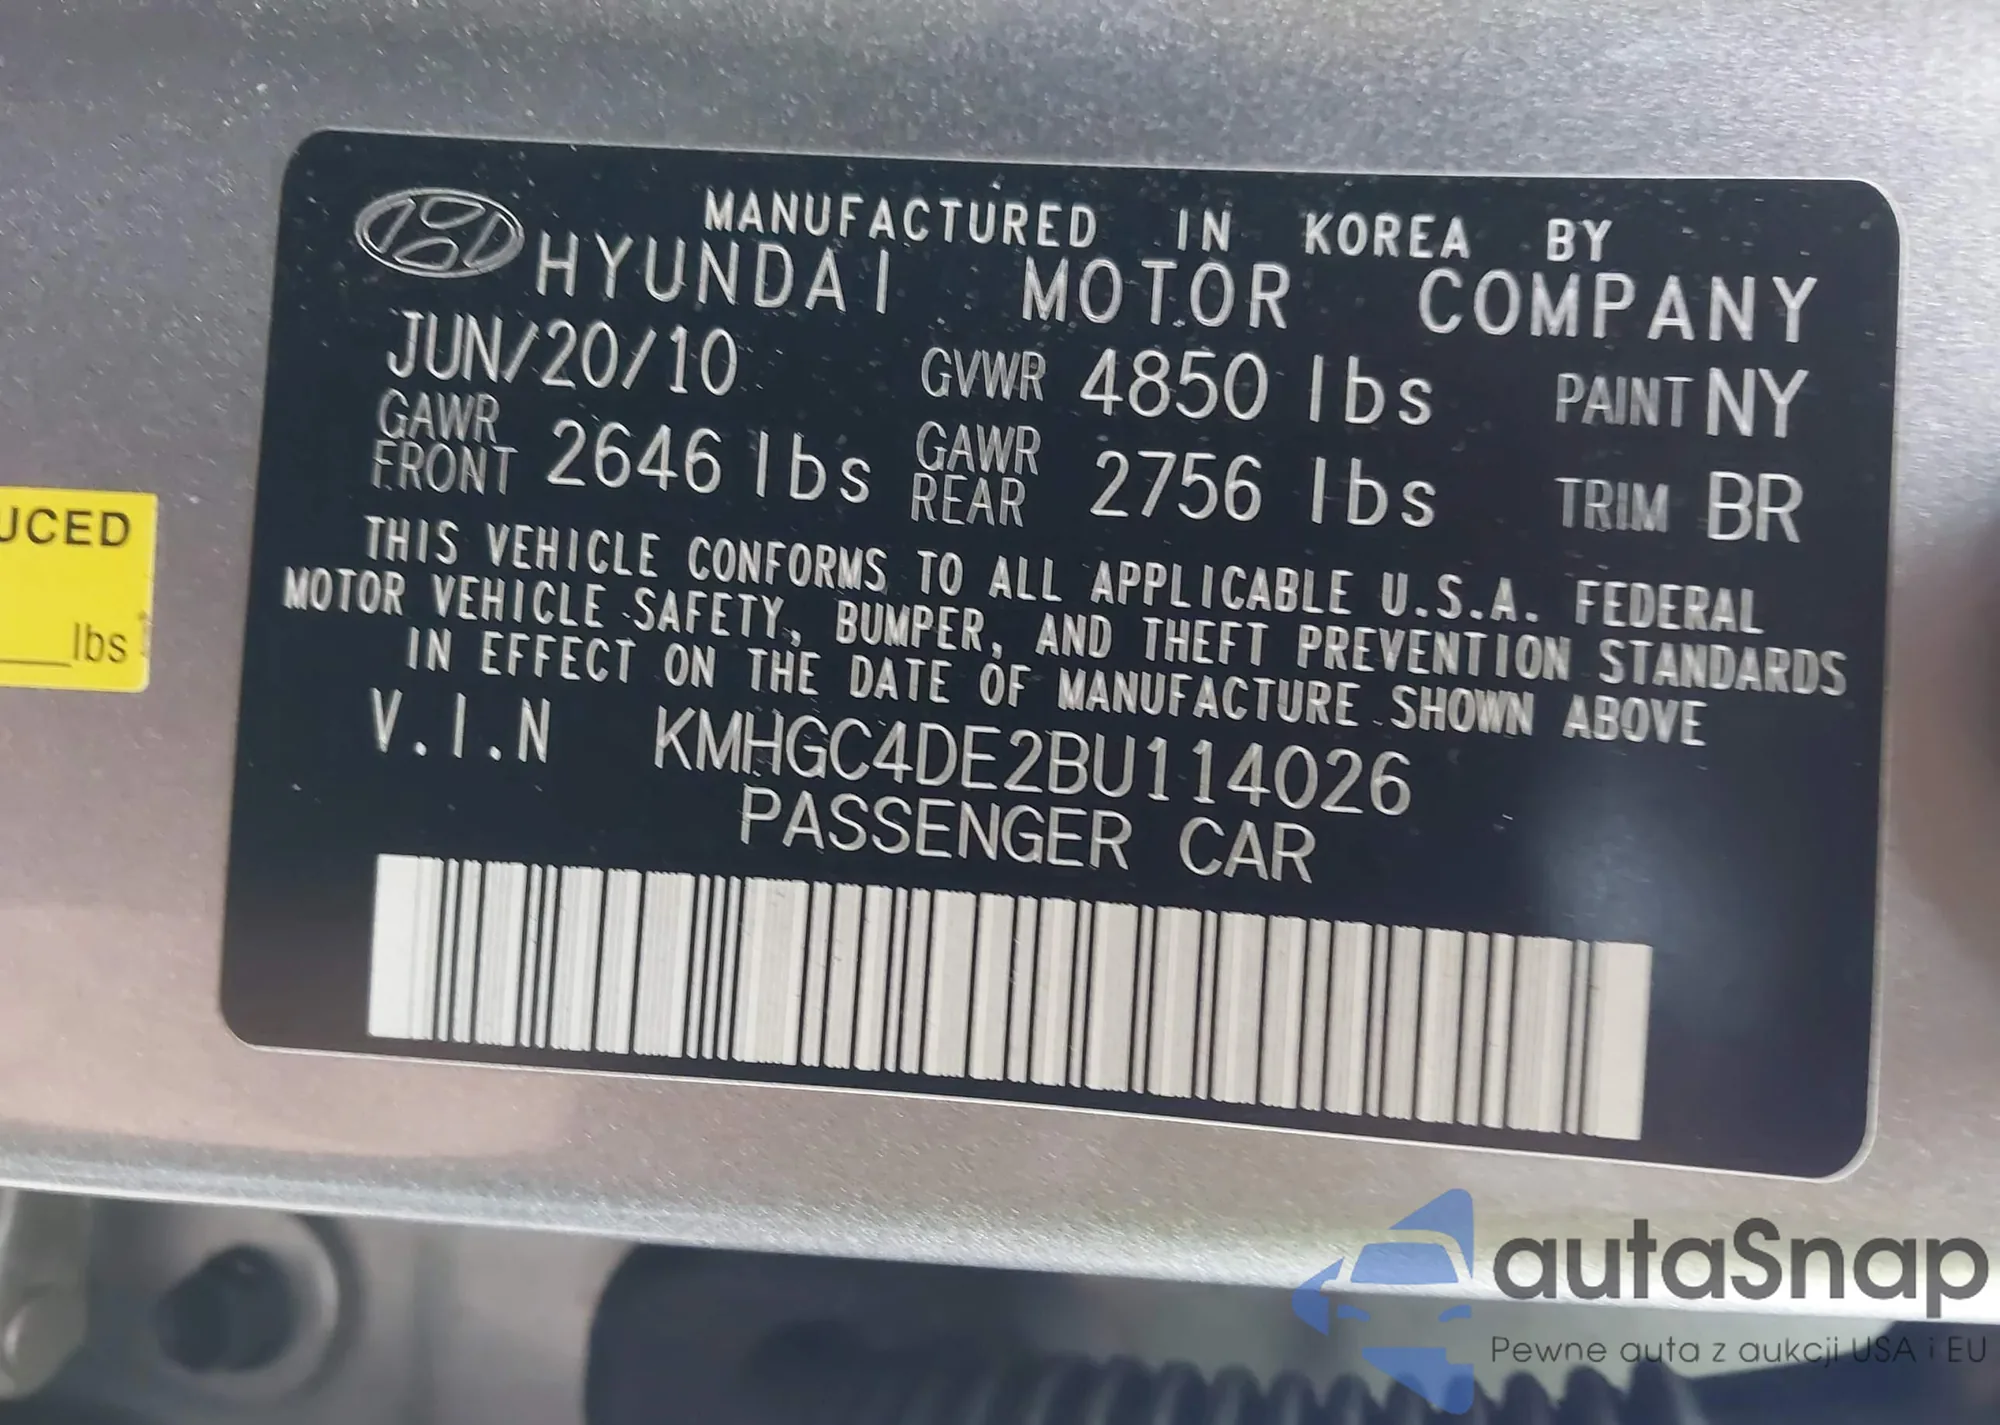 MANUFACTURED IN KOREA BY
HYUNDAI MOTOR COMPANY
JUN/20/10 GVWR 4850 lbs PAINT NY
GAWR FRONT 2646 lbs GAWR REAR 2756 lbs TRIM BR
THIS VEHICLE CONFORMS TO ALL APPLICABLE U.S.A. FEDERAL
MOTOR VEHICLE SAFETY, BUMPER, AND THEFT PREVENTION STANDARDS
IN EFFECT ON THE DATE OF MANUFACTURE SHOWN ABOVE
V.I.N KMHGC4DE2BU114026
PASSENGER CAR
UCED
lbs
autaSnap
Pewne auta z aukcji USA i EU